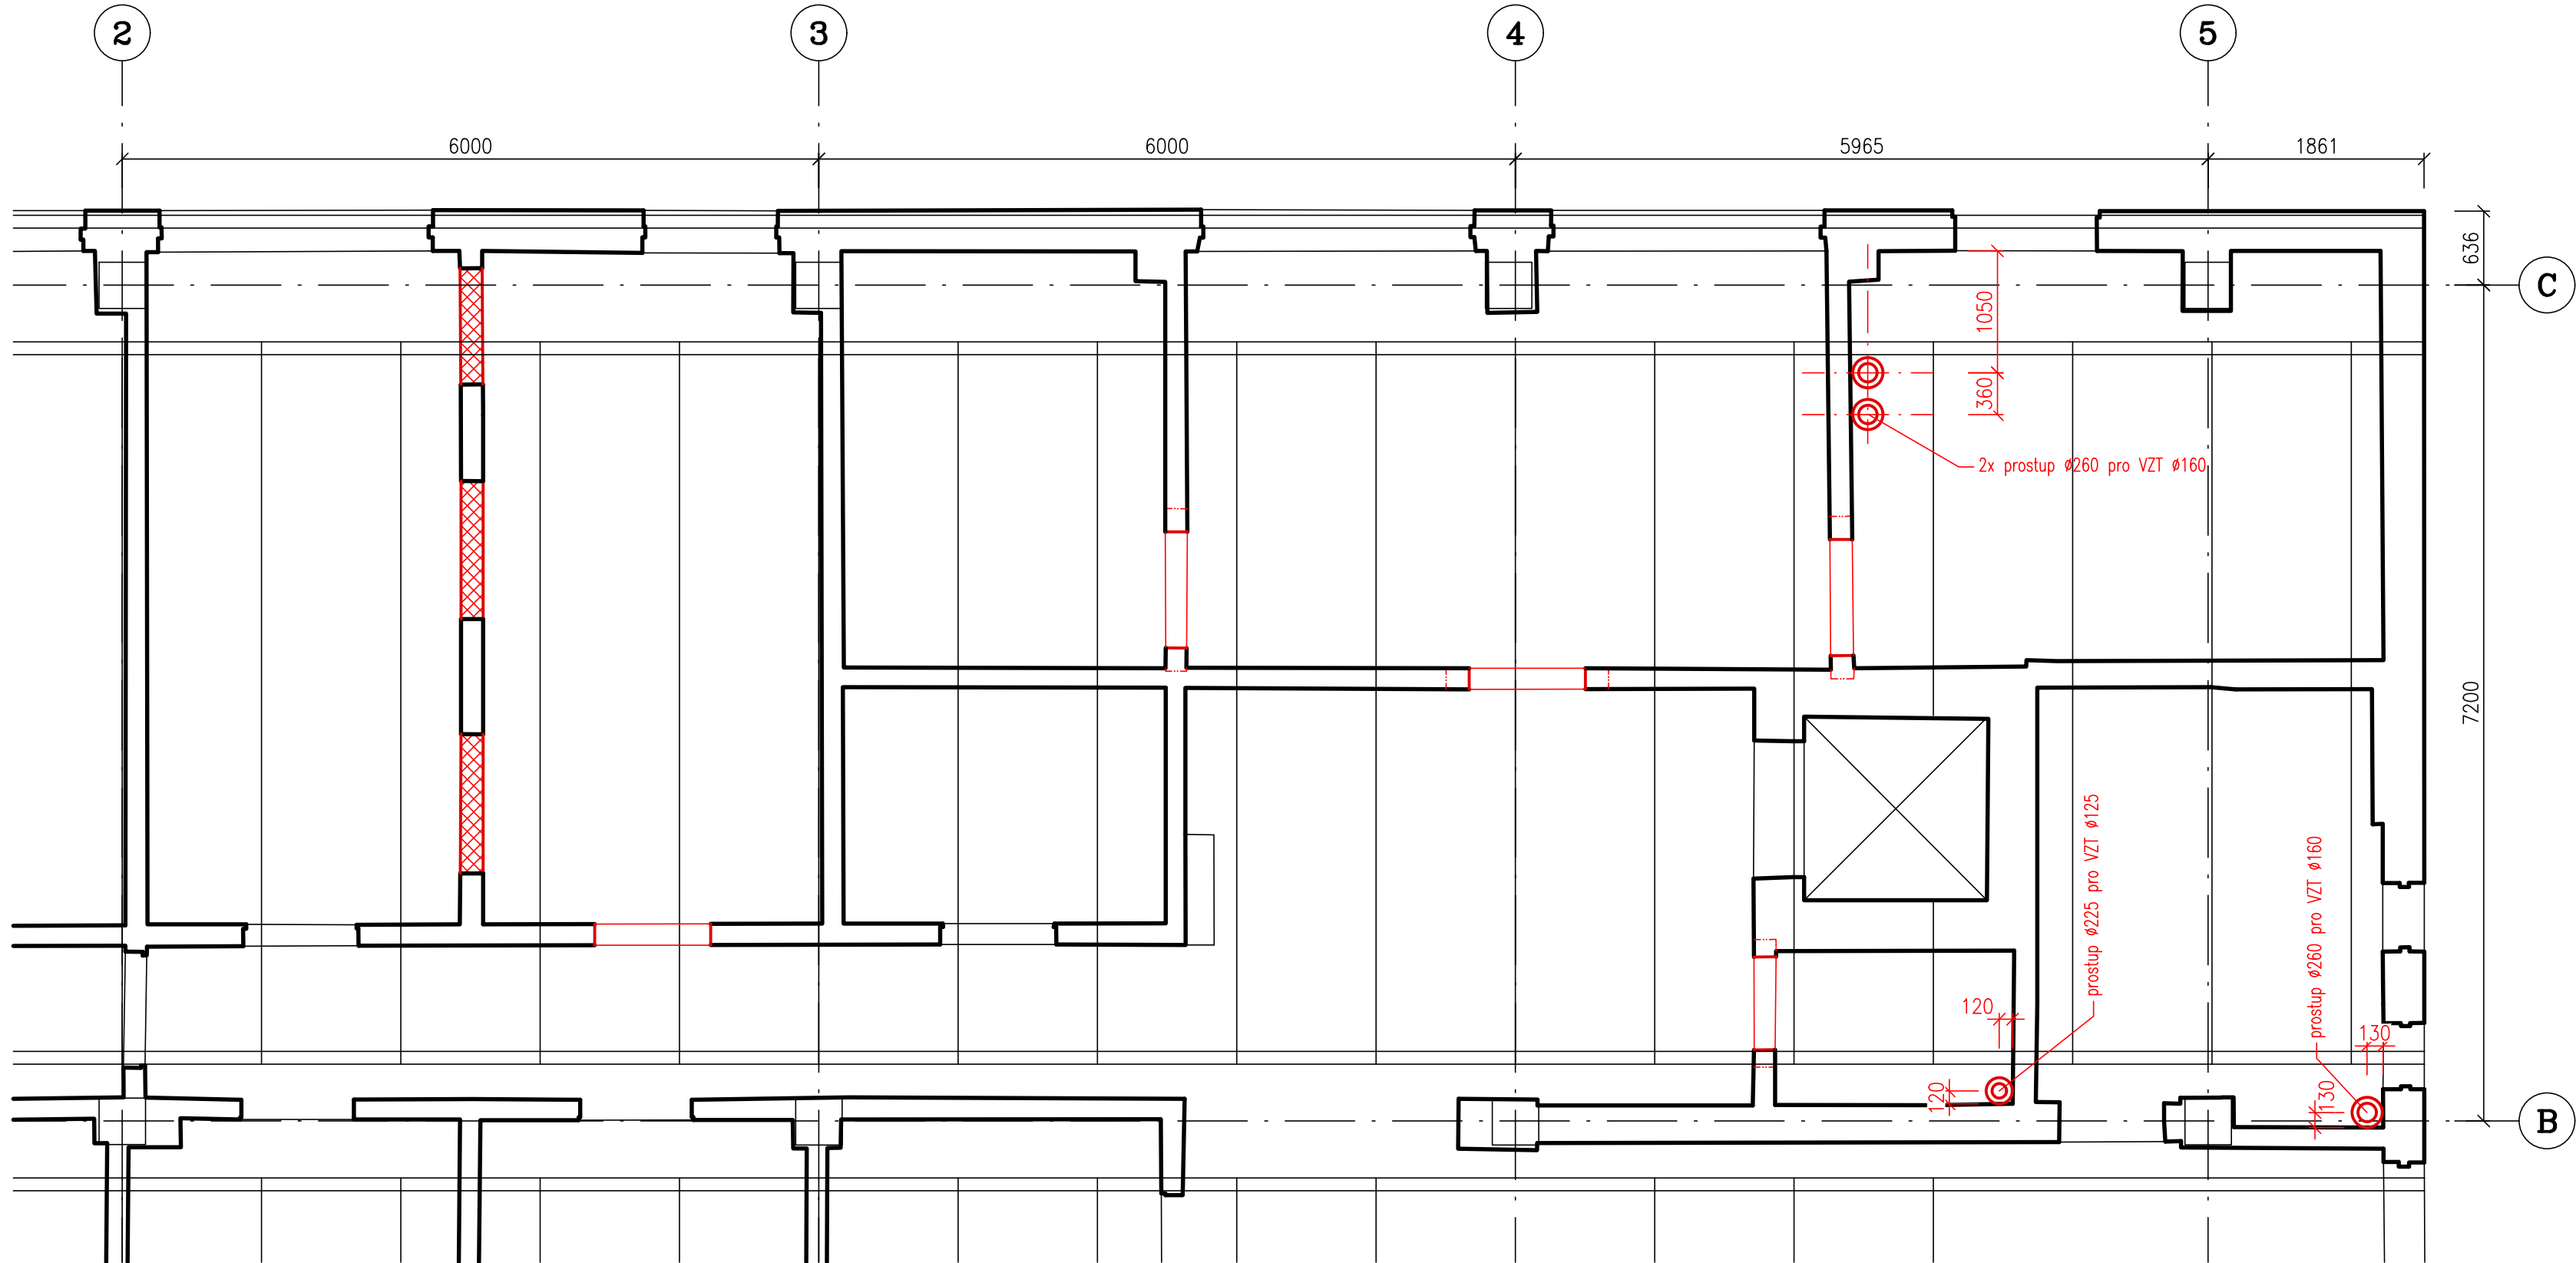 2 3 4 5
6000 6000 5965 1861
636
C
1050
360
2x prostup ø260 pro VZT ø160
7200
prostup ø225 pro VZT ø125
prostup ø260 pro VZT ø160
120
130
120
130
B